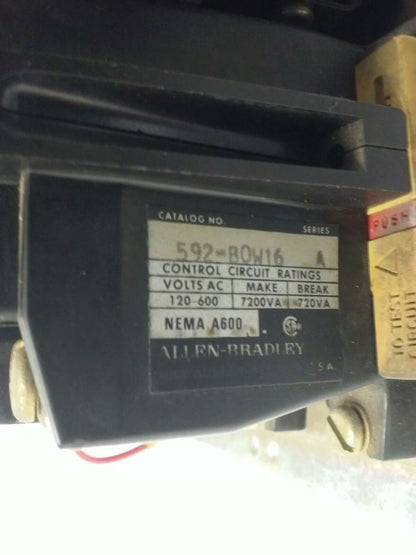 CATALOG NO. SERIES
592-BOW16 A
CONTROL CIRCUIT RATINGS
VOLTS AC MAKE BREAK
120-600 7200VA 720VA
NEMA A600
ALLEN-BRADLEY
PUSH
TO TEST